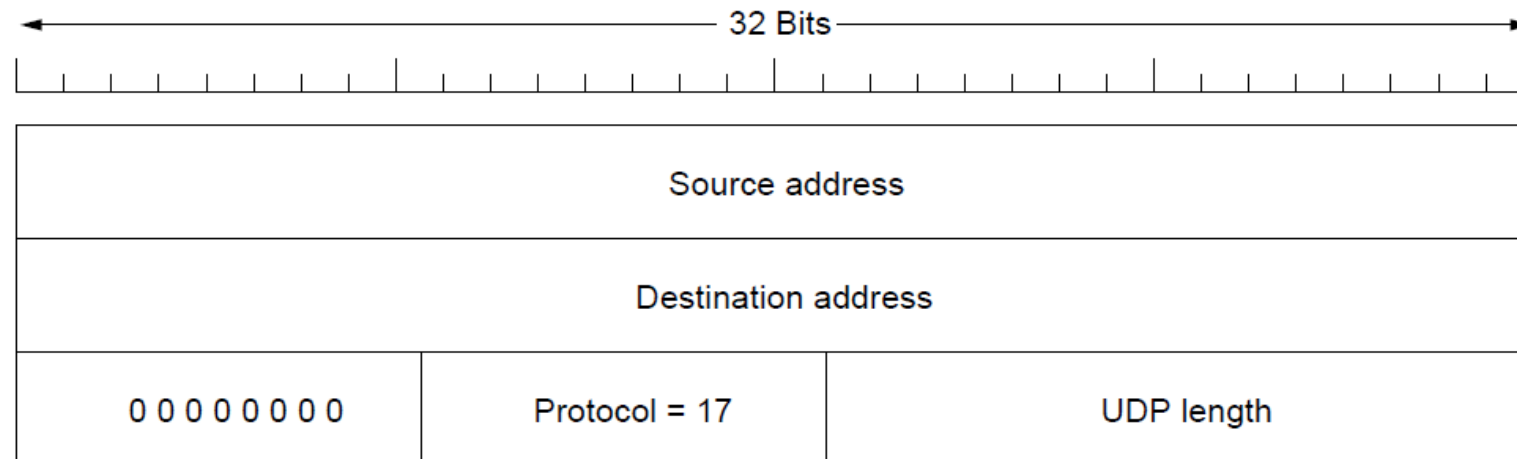 32 Bits
Source address
Destination address
0 0 0 0 0 0 0 0 Protocol = 17 UDP length